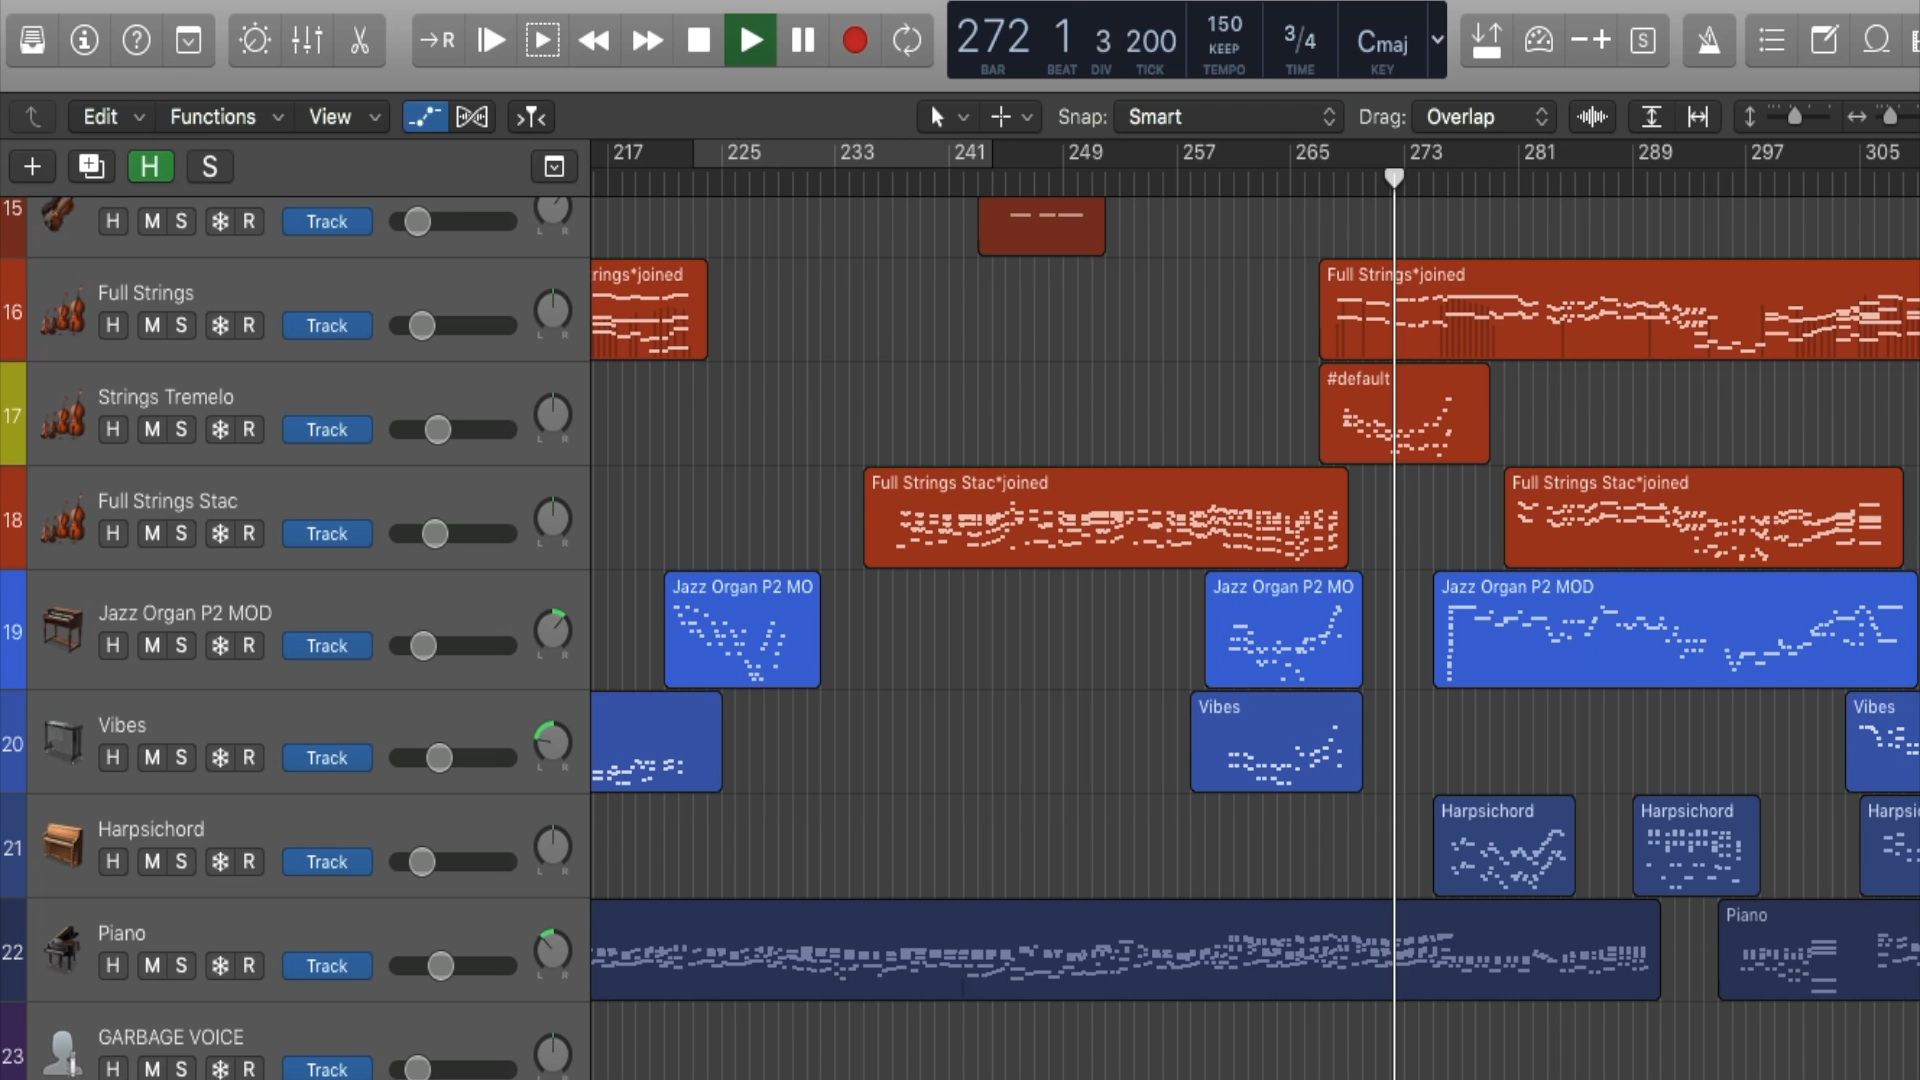 →R
272 1 3 200 150 KEEP 3/4 Cmaj
BAR BEAT DIV TICK TEMPO TIME KEY
S
Edit Functions View Snap: Smart Drag: Overlap
H S
217 225 233 241 249 257 265 273 281 289 297 305
15 H M S R Track L R
16 Full Strings
H M S R Track L R
rings*joined Full Strings*joined
17 Strings Tremelo
H M S R Track L R
#default
18 Full Strings Stac
H M S R Track L R
Full Strings Stac*joined Full Strings Stac*joined
19 Jazz Organ P2 MOD
H M S R Track L R
Jazz Organ P2 MO Jazz Organ P2 MO Jazz Organ P2 MOD
20 Vibes
H M S R Track L R
Vibes Vibes
21 Harpsichord
H M S R Track L R
Harpsichord Harpsichord Harpsi
22 Piano
H M S R Track L R
Piano
23 GARBAGE VOICE
H M S R Track L R